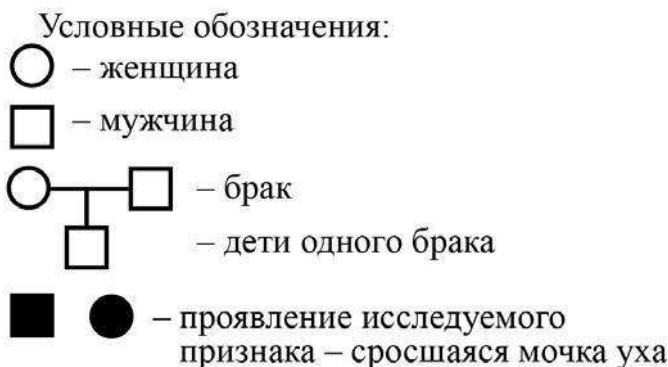 Условные обозначения:
– женщина
– мужчина
– брак
– дети одного брака
– проявление исследуемого
признака – сросшаяся мочка уха